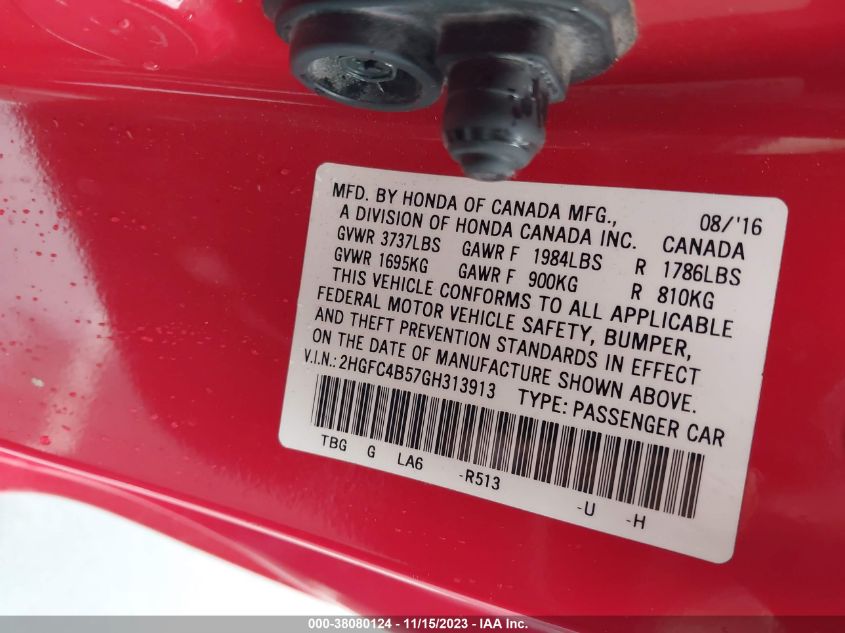 MFD. BY HONDA OF CANADA MFG., 08/'16
A DIVISION OF HONDA CANADA INC. CANADA
GVWR 3737LBS GAWR F 1984LBS R 1786LBS
GVWR 1695KG GAWR F 900KG R 810KG
THIS VEHICLE CONFORMS TO ALL APPLICABLE
FEDERAL MOTOR VEHICLE SAFETY, BUMPER,
AND THEFT PREVENTION STANDARDS IN EFFECT
ON THE DATE OF MANUFACTURE SHOWN ABOVE.
V.I.N.: 2HGFC4B57GH313913 TYPE: PASSENGER CAR
TBG G LA6 -R513 -U -H
000-38080124 - 11/15/2023 - IAA Inc.